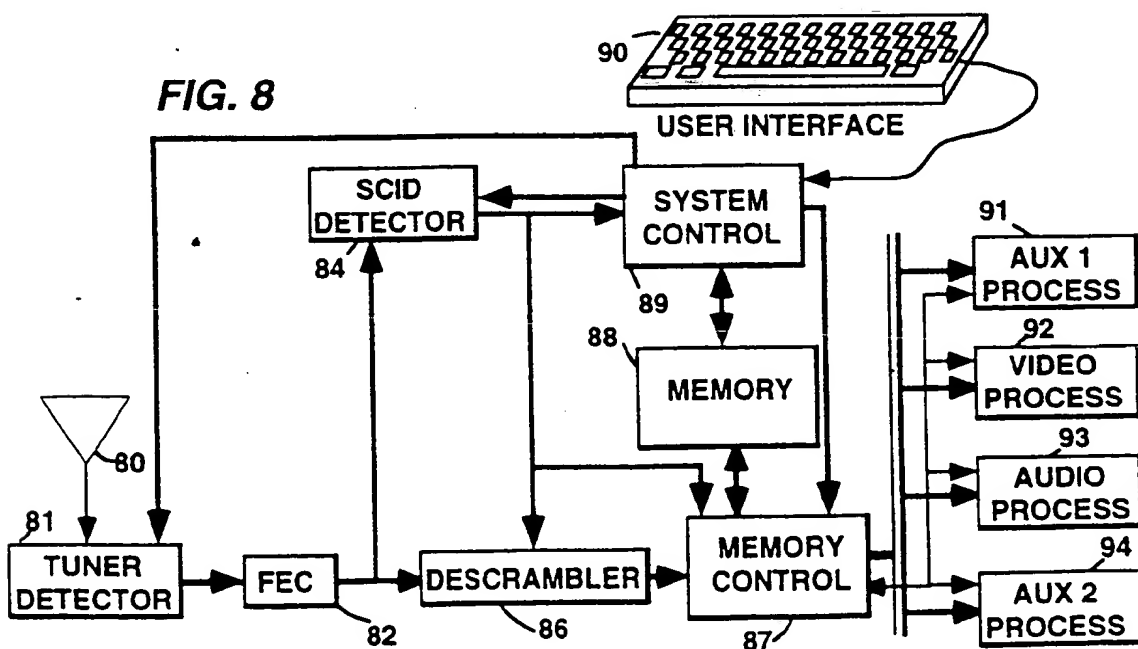 90
FIG. 8
USER INTERFACE
SCID
DETECTOR
84
SYSTEM
CONTROL
89
91
AUX 1
PROCESS
88
MEMORY
92
VIDEO
PROCESS
80
93
AUDIO
PROCESS
81
TUNER
DETECTOR
FEC
82
DESCRAMBLER
86
MEMORY
CONTROL
87
94
AUX 2
PROCESS